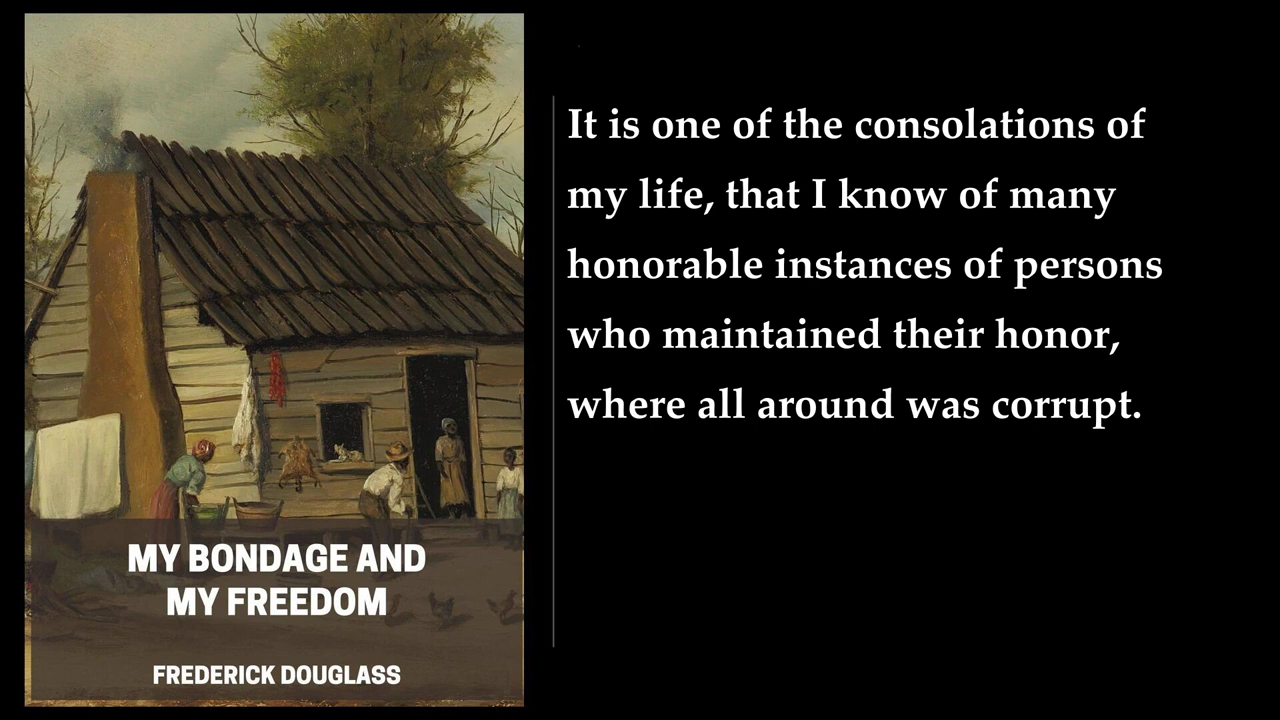 It is one of the consolations of
my life, that I know of many
honorable instances of persons
who maintained their honor,
where all around was corrupt.
MY BONDAGE AND
MY FREEDOM
FREDERICK DOUGLASS